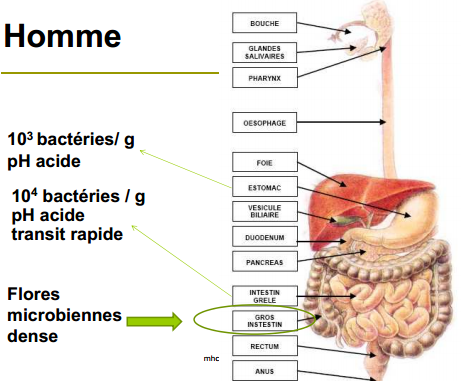 Homme
10³ bactéries/ g
pH acide
10⁴ bactéries / g
pH acide
transit rapide
Flores
microbiennes
dense
BOUCHE
GLANDES
SALIVAIRES
PHARYNX
OESOPHAGE
FOIE
ESTOMAC
VESICULE
BILIAIRE
DUODENUM
PANCREAS
INTESTIN
GRELE
GROS
INSTESTIN
RECTUM
ANUS
mhc